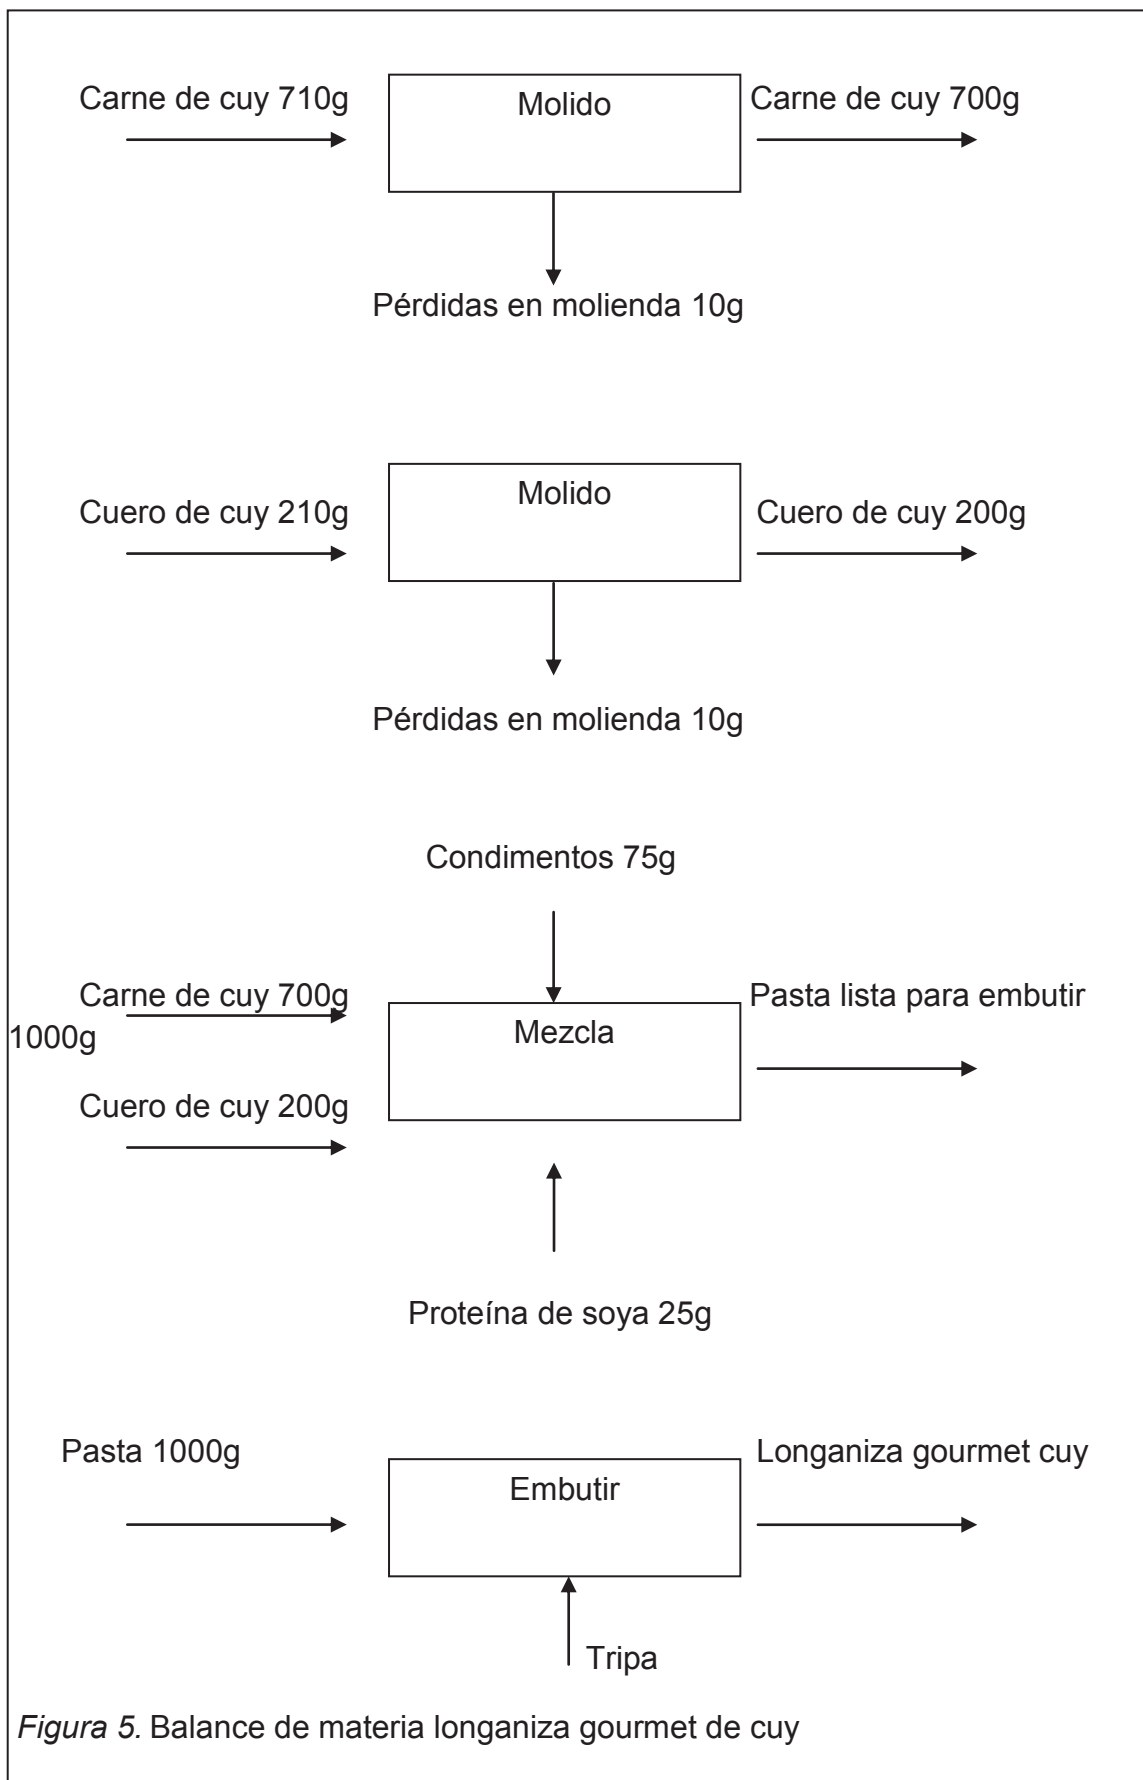 Carne de cuy 710g
Molido
Carne de cuy 700g
Pérdidas en molienda 10g
Cuero de cuy 210g
Molido
Cuero de cuy 200g
Pérdidas en molienda 10g
Condimentos 75g
Carne de cuy 700g
Pasta lista para embutir
1000g
Mezcla
Cuero de cuy 200g
Proteína de soya 25g
Pasta 1000g
Embutir
Longaniza gourmet cuy
Tripa
Figura 5. Balance de materia longaniza gourmet de cuy